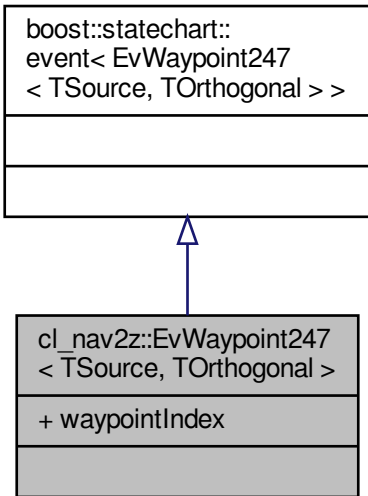 boost::statechart::
event< EvWaypoint247
< TSource, TOrthogonal > >
cl_nav2z::EvWaypoint247
< TSource, TOrthogonal >
+ waypointIndex